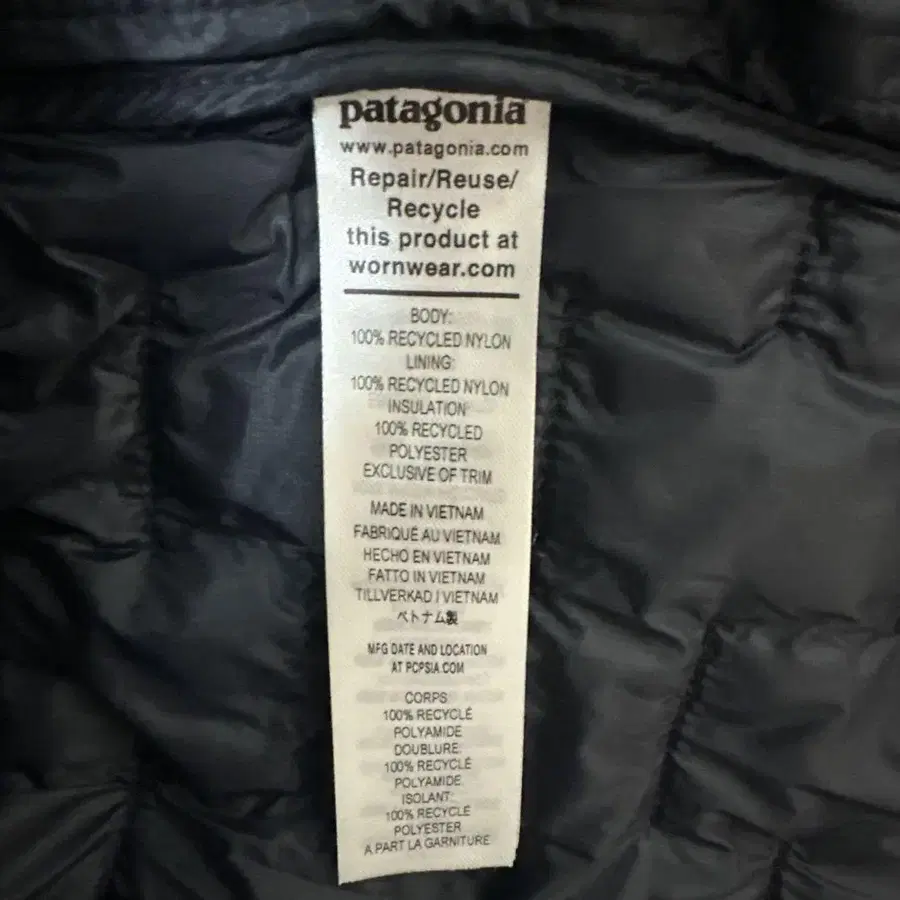 patagonia
www.patagonia.com
Repair/Reuse/
Recycle
this product at
wornwear.com
BODY:
100% RECYCLED NYLON
LINING:
100% RECYCLED NYLON
INSULATION:
100% RECYCLED
POLYESTER
EXCLUSIVE OF TRIM
MADE IN VIETNAM
FABRIQUÉ AU VIETNAM
HECHO EN VIETNAM
FATTO IN VIETNAM
TILLVERKAD I VIETNAM
ベトナム製
MFG DATE AND LOCATION
AT PCPSIA.COM
CORPS:
100% RECYCLÉ
POLYAMIDE
DOUBLURE:
100% RECYCLÉ
POLYAMIDE
ISOLANT:
100% RECYCLÉ
POLYESTER
A PART LA GARNITURE